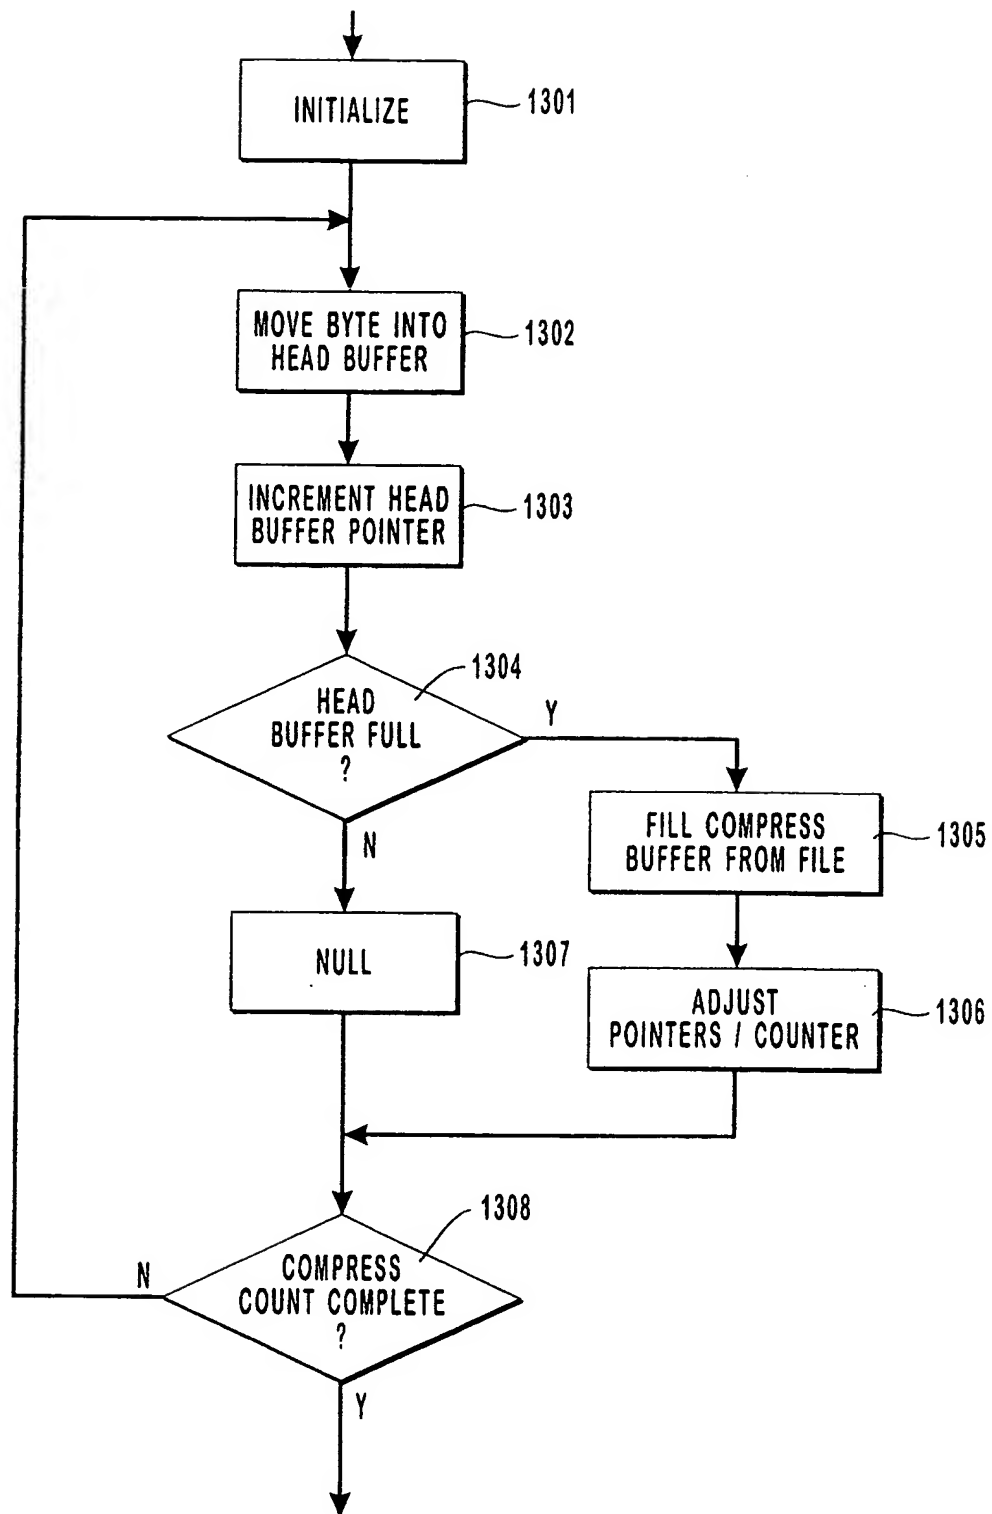 INITIALIZE
1301
MOVE BYTE INTO
HEAD BUFFER
1302
INCREMENT HEAD
BUFFER POINTER
1303
1304
HEAD
BUFFER FULL
?
Y
N
FILL COMPRESS
BUFFER FROM FILE
1305
NULL
1307
ADJUST
POINTERS / COUNTER
1306
1308
COMPRESS
COUNT COMPLETE
?
N
Y